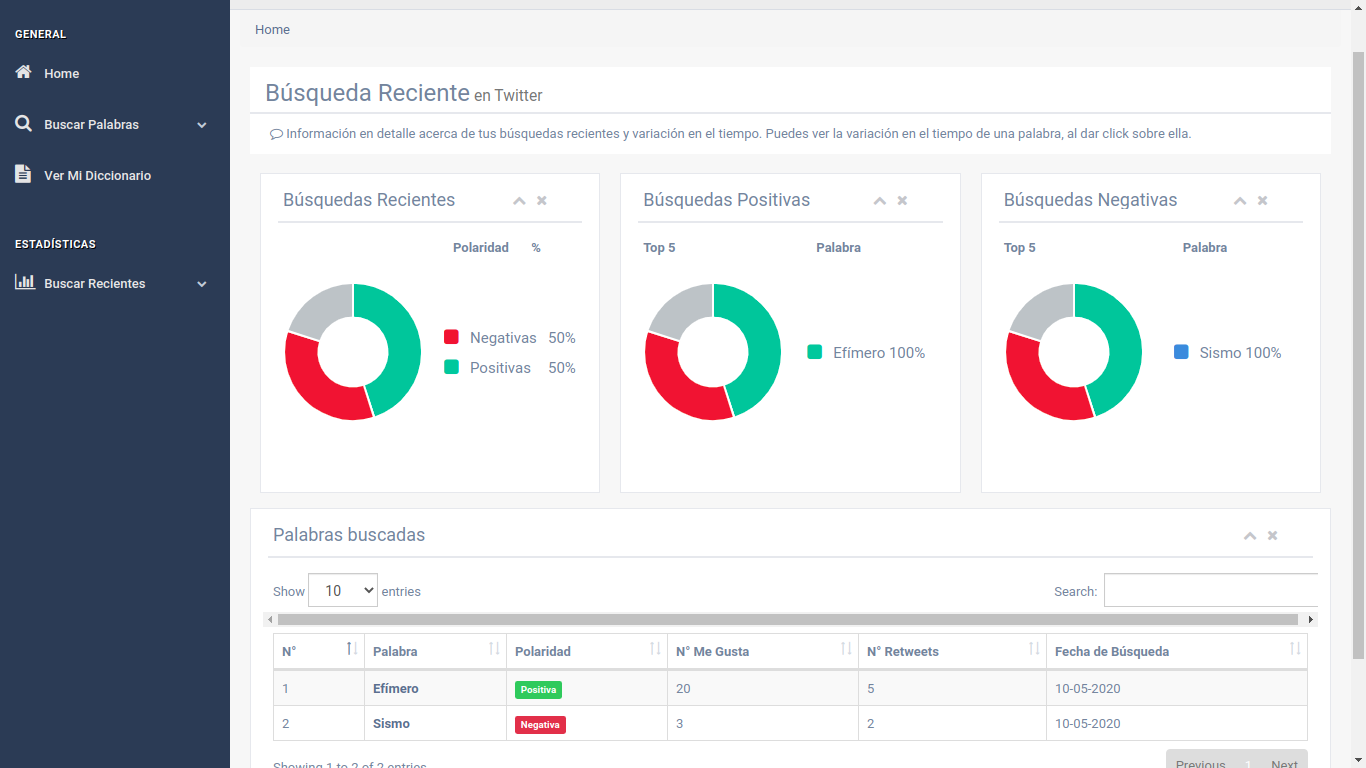 GENERAL
Home
Buscar Palabras
Ver Mi Diccionario
ESTADÍSTICAS
Buscar Recientes
Home
Búsqueda Reciente en Twitter
Información en detalle acerca de tus búsquedas recientes y variación en el tiempo. Puedes ver la variación en el tiempo de una palabra, al dar click sobre ella.
Búsquedas Recientes
Polaridad %
Negativas 50%
Positivas 50%
Búsquedas Positivas
Top 5 Palabra
Efímero 100%
Búsquedas Negativas
Top 5 Palabra
Sismo 100%
Palabras buscadas
Show 10 entries Search:
N° Palabra Polaridad N° Me Gusta N° Retweets Fecha de Búsqueda
1 Efímero Positiva 20 5 10-05-2020
2 Sismo Negativa 3 2 10-05-2020
Showing 1 to 2 of 2 entries Previous 1 Next